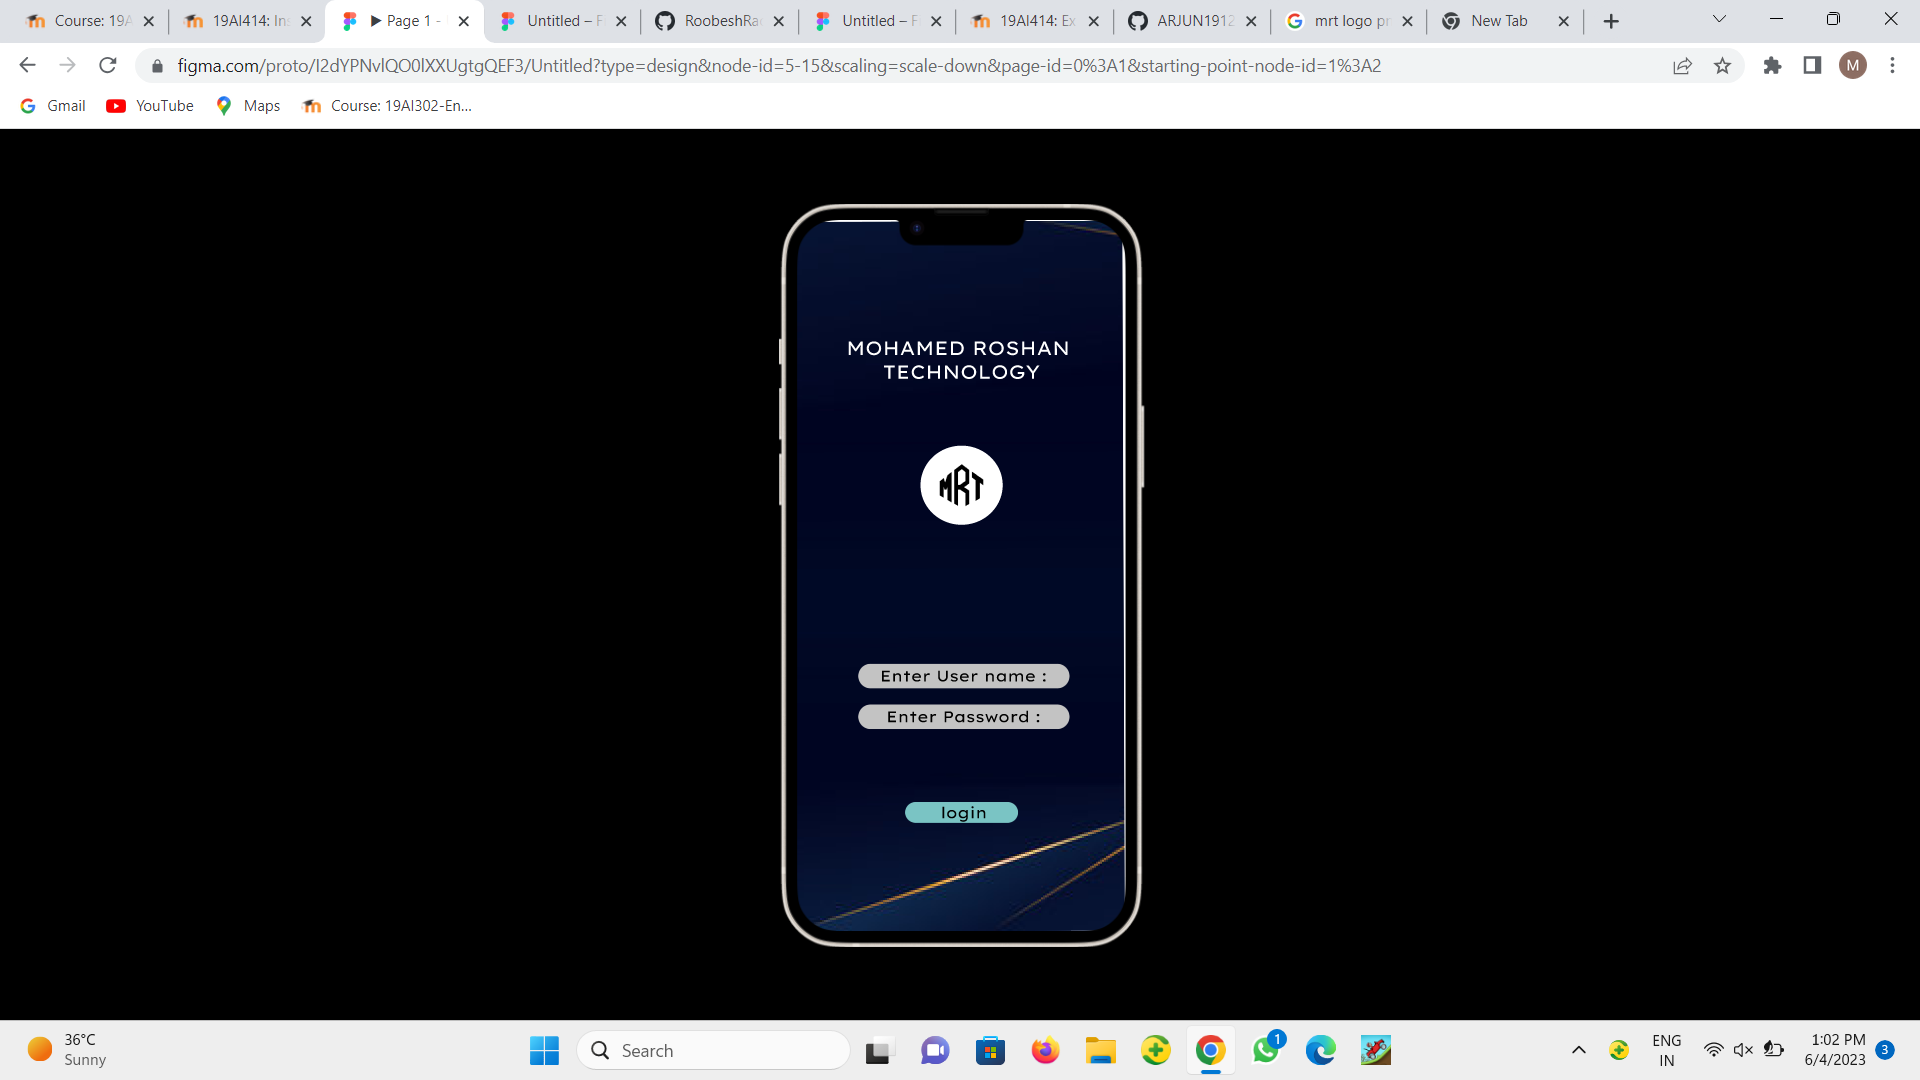 Course: 19A
19AI414: Ins
▶ Page 1 -
Untitled – F
RoobeshRa
Untitled – F
19AI414: Ex
ARJUN1912
mrt logo pr
New Tab
figma.com/proto/I2dYPNvlQO0lXXUgtgQEF3/Untitled?type=design&node-id=5-15&scaling=scale-down&page-id=0%3A1&starting-point-node-id=1%3A2
M
Gmail
YouTube
Maps
Course: 19AI302-En...
MOHAMED ROSHAN
TECHNOLOGY
MRT
Enter User name :
Enter Password :
login
36°C
Sunny
Search
1
ENG
IN
1:02 PM
6/4/2023
3